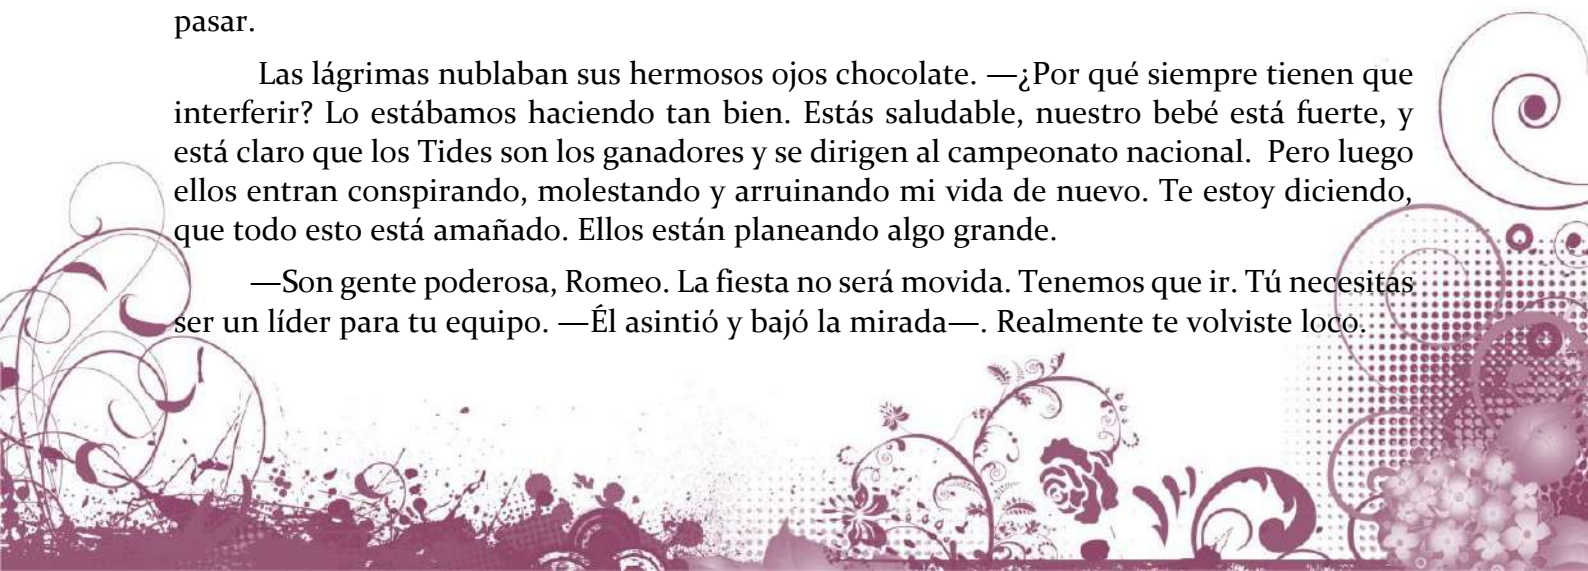 pasar.
Las lágrimas nublaban sus hermosos ojos chocolate. —¿Por qué siempre tienen que
interferir? Lo estábamos haciendo tan bien. Estás saludable, nuestro bebé está fuerte, y
está claro que los Tides son los ganadores y se dirigen al campeonato nacional.  Pero luego
ellos entran conspirando, molestando y arruinando mi vida de nuevo. Te estoy diciendo,
que todo esto está amañado. Ellos están planeando algo grande.
—Son gente poderosa, Romeo. La fiesta no será movida. Tenemos que ir. Tú necesitas
ser un líder para tu equipo. —Él asintió y bajó la mirada—. Realmente te volviste loco.